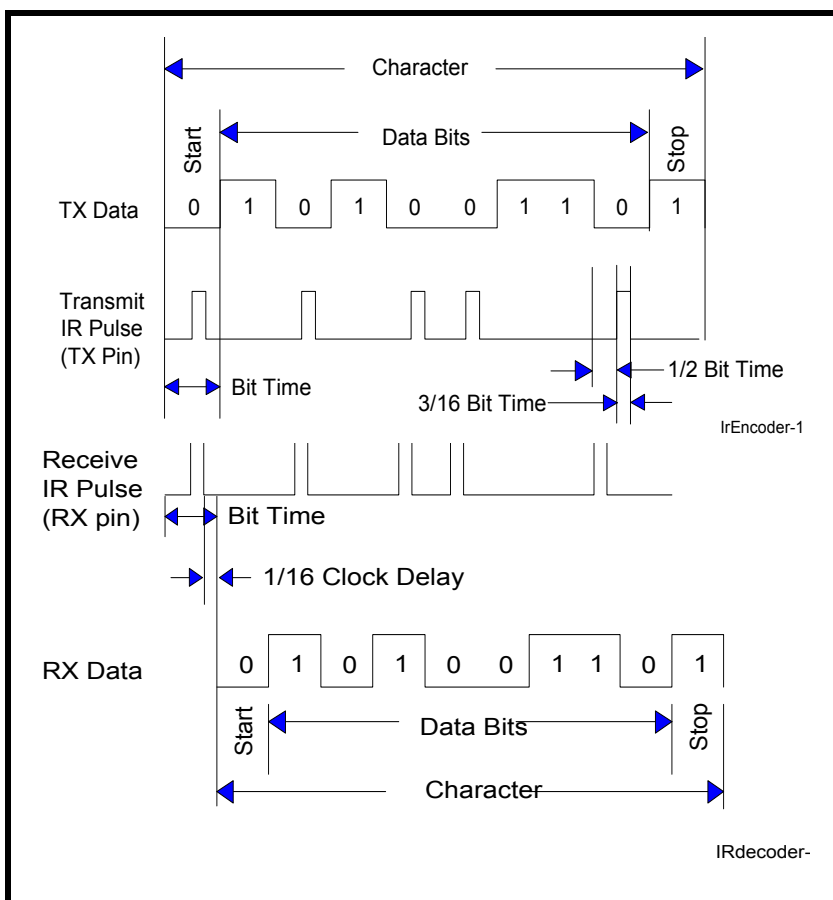 Character
Start
Data Bits
Stop
TX Data 0 1 0 1 0 0 1 1 0 1
Transmit
IR Pulse
(TX Pin)
1/2 Bit Time
Bit Time
3/16 Bit Time
IrEncoder-1
Receive
IR Pulse
(RX pin)
Bit Time
1/16 Clock Delay
RX Data 0 1 0 1 0 0 1 1 0 1
Start
Data Bits
Stop
Character
IRdecoder-